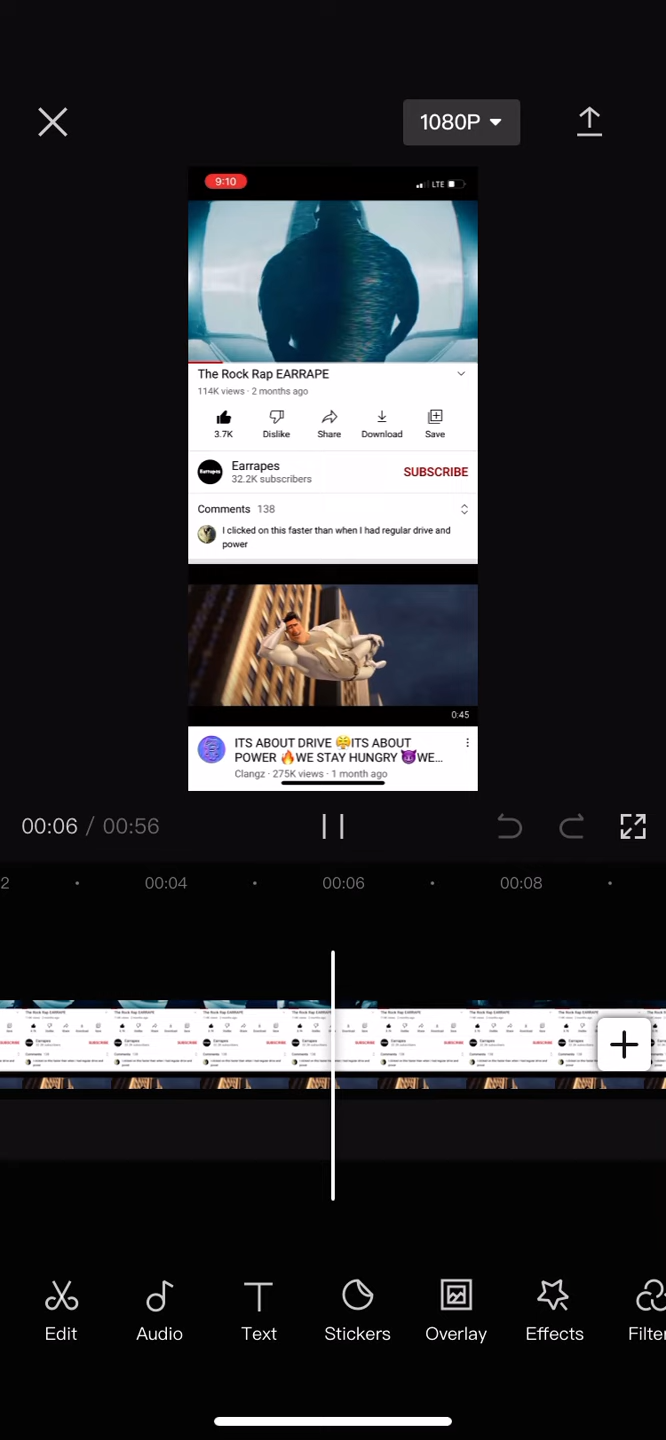 1080P
9:10
LTE
The Rock Rap EARRAPE
114K views · 2 months ago
3.7K
Dislike
Share
Download
Save
Earrapes
Earrapes
32.2K subscribers
SUBSCRIBE
Comments 138
I clicked on this faster than when I had regular drive and
power
0:45
ITS ABOUT DRIVE 😤ITS ABOUT
POWER 🔥WE STAY HUNGRY 😈WE...
Clangz · 275K views · 1 month ago
00:06 / 00:56
2
00:04
00:06
00:08
Edit
Audio
Text
Stickers
Overlay
Effects
Filter